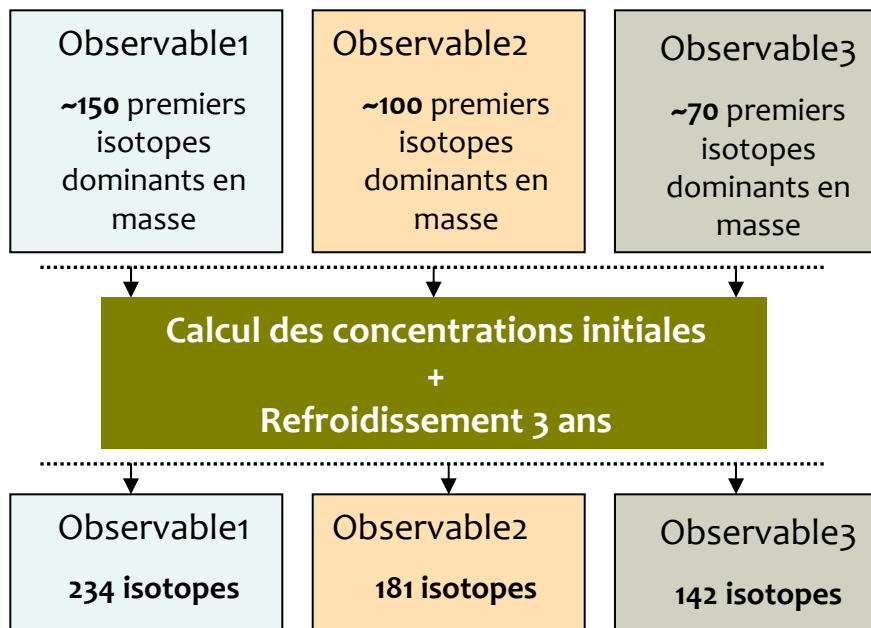 Observable1
~150 premiers
isotopes
dominants en
masse
Observable2
~100 premiers
isotopes
dominants en
masse
Observable3
~70 premiers
isotopes
dominants en
masse
Calcul des concentrations initiales
+
Refroidissement 3 ans
Observable1
234 isotopes
Observable2
181 isotopes
Observable3
142 isotopes